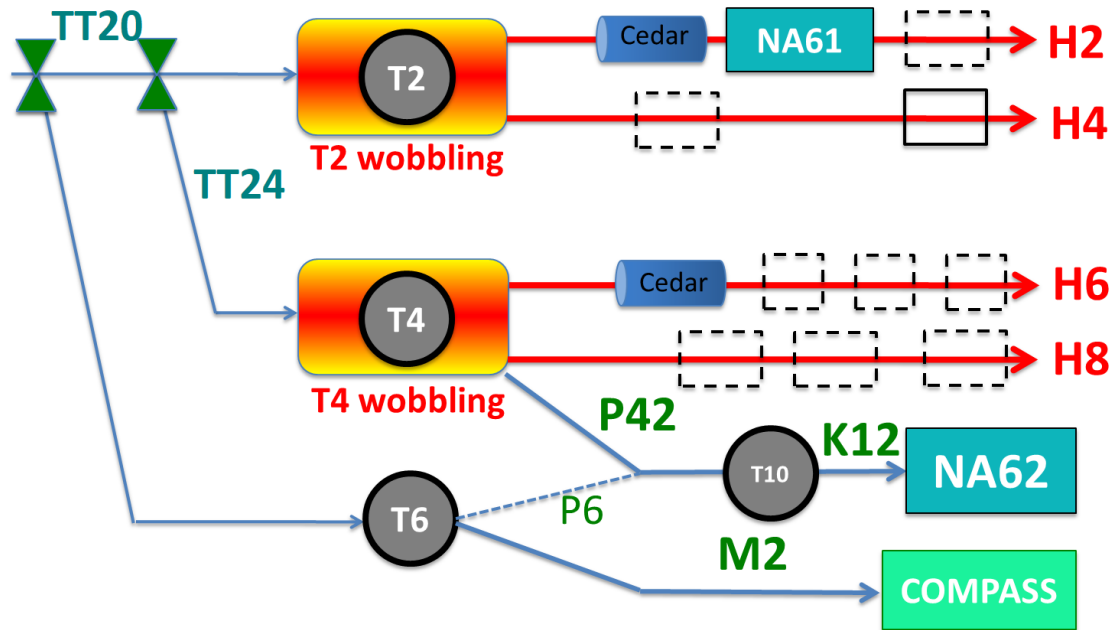 TT20
T2
Cedar
NA61
H2
H4
T2 wobbling
TT24
T4
Cedar
H6
H8
T4 wobbling
P42
K12
T10
NA62
T6
P6
M2
COMPASS